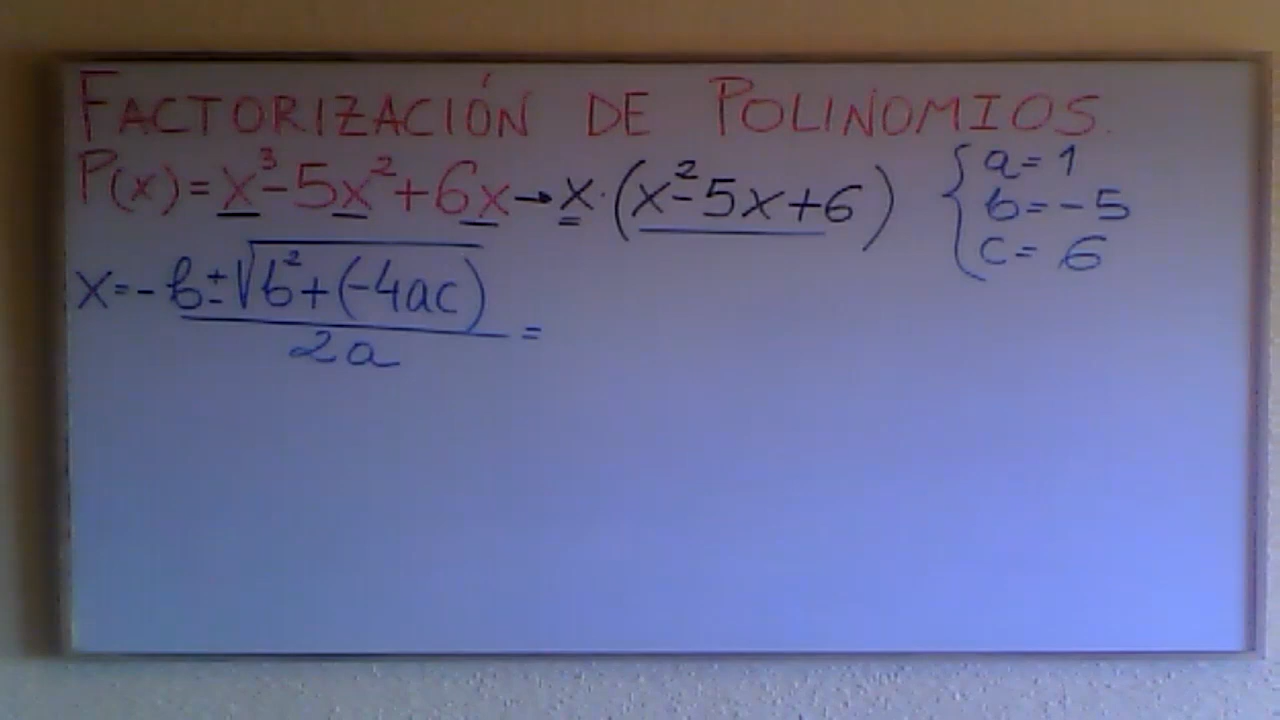 FACTORIZACIÓN DE POLINOMIOS.
P(x) = x³ - 5x² + 6x → x · (x² - 5x + 6) { a = 1
b = -5
c = 6
x = -b ± √b² + (-4ac)
2a =